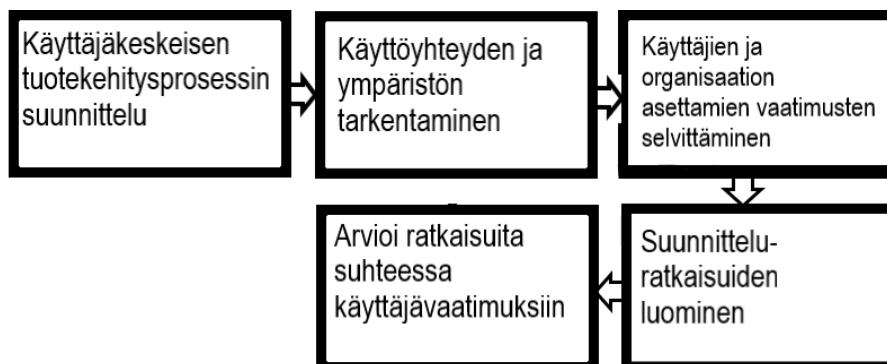 Käyttäjäkeskeisen
tuotekehitysprosessin
suunnittelu
Käyttöyhteyden ja
ympäristön
tarkentaminen
Käyttäjien ja
organisaation
asettamien vaatimusten
selvittäminen
Suunnittelu-
ratkaisuiden
luominen
Arvioi ratkaisuita
suhteessa
käyttäjävaatimuksiin